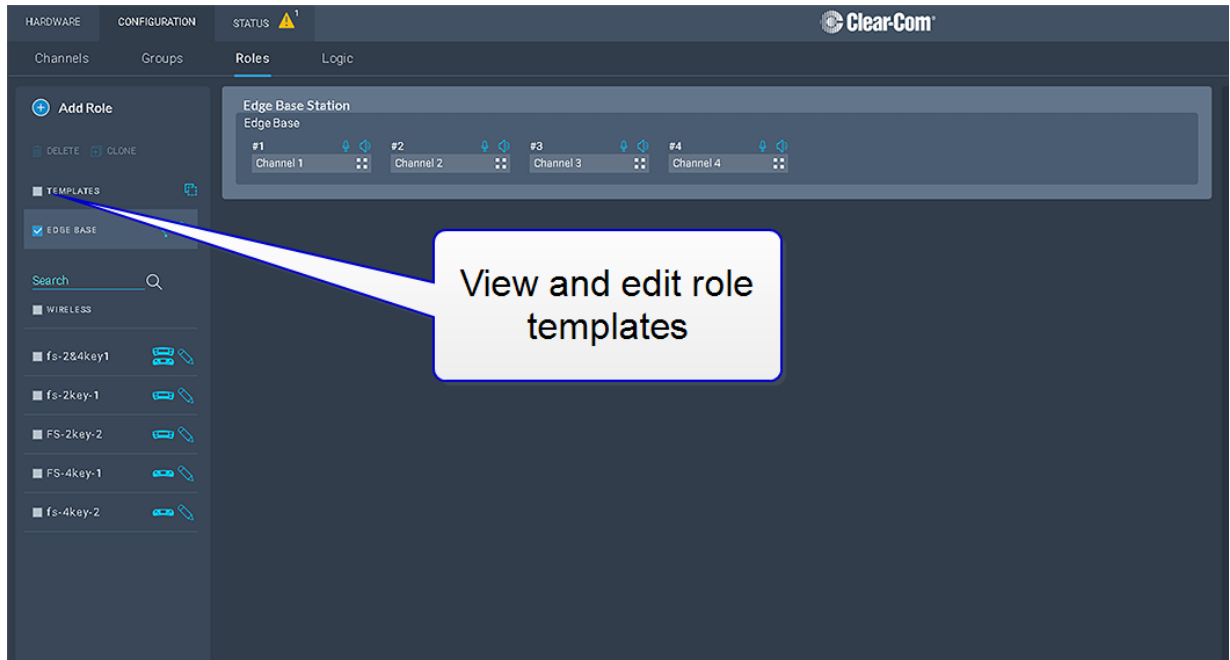 HARDWARE CONFIGURATION STATUS 1 Clear-Com
Channels Groups Roles Logic
Add Role
DELETE CLONE
TEMPLATES
EDGE BASE
Search
WIRELESS
fs-2&4key1
fs-2key-1
FS-2key-2
FS-4key-1
fs-4key-2
Edge Base Station
Edge Base
#1 #2 #3 #4
Channel 1 Channel 2 Channel 3 Channel 4
View and edit role
templates